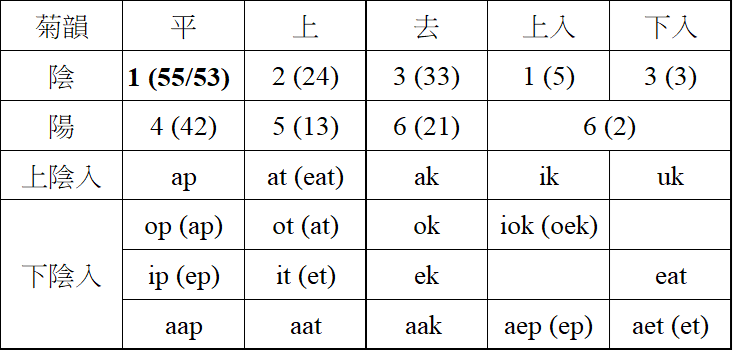 菊韻 平 上 去 上入 下入
陰 1 (55/53) 2 (24) 3 (33) 1 (5) 3 (3)
陽 4 (42) 5 (13) 6 (21) 6 (2)
上陰入 ap at (eat) ak ik uk
op (ap) ot (at) ok iok (oek)
下陰入 ip (ep) it (et) ek eat
aap aat aak aep (ep) aet (et)